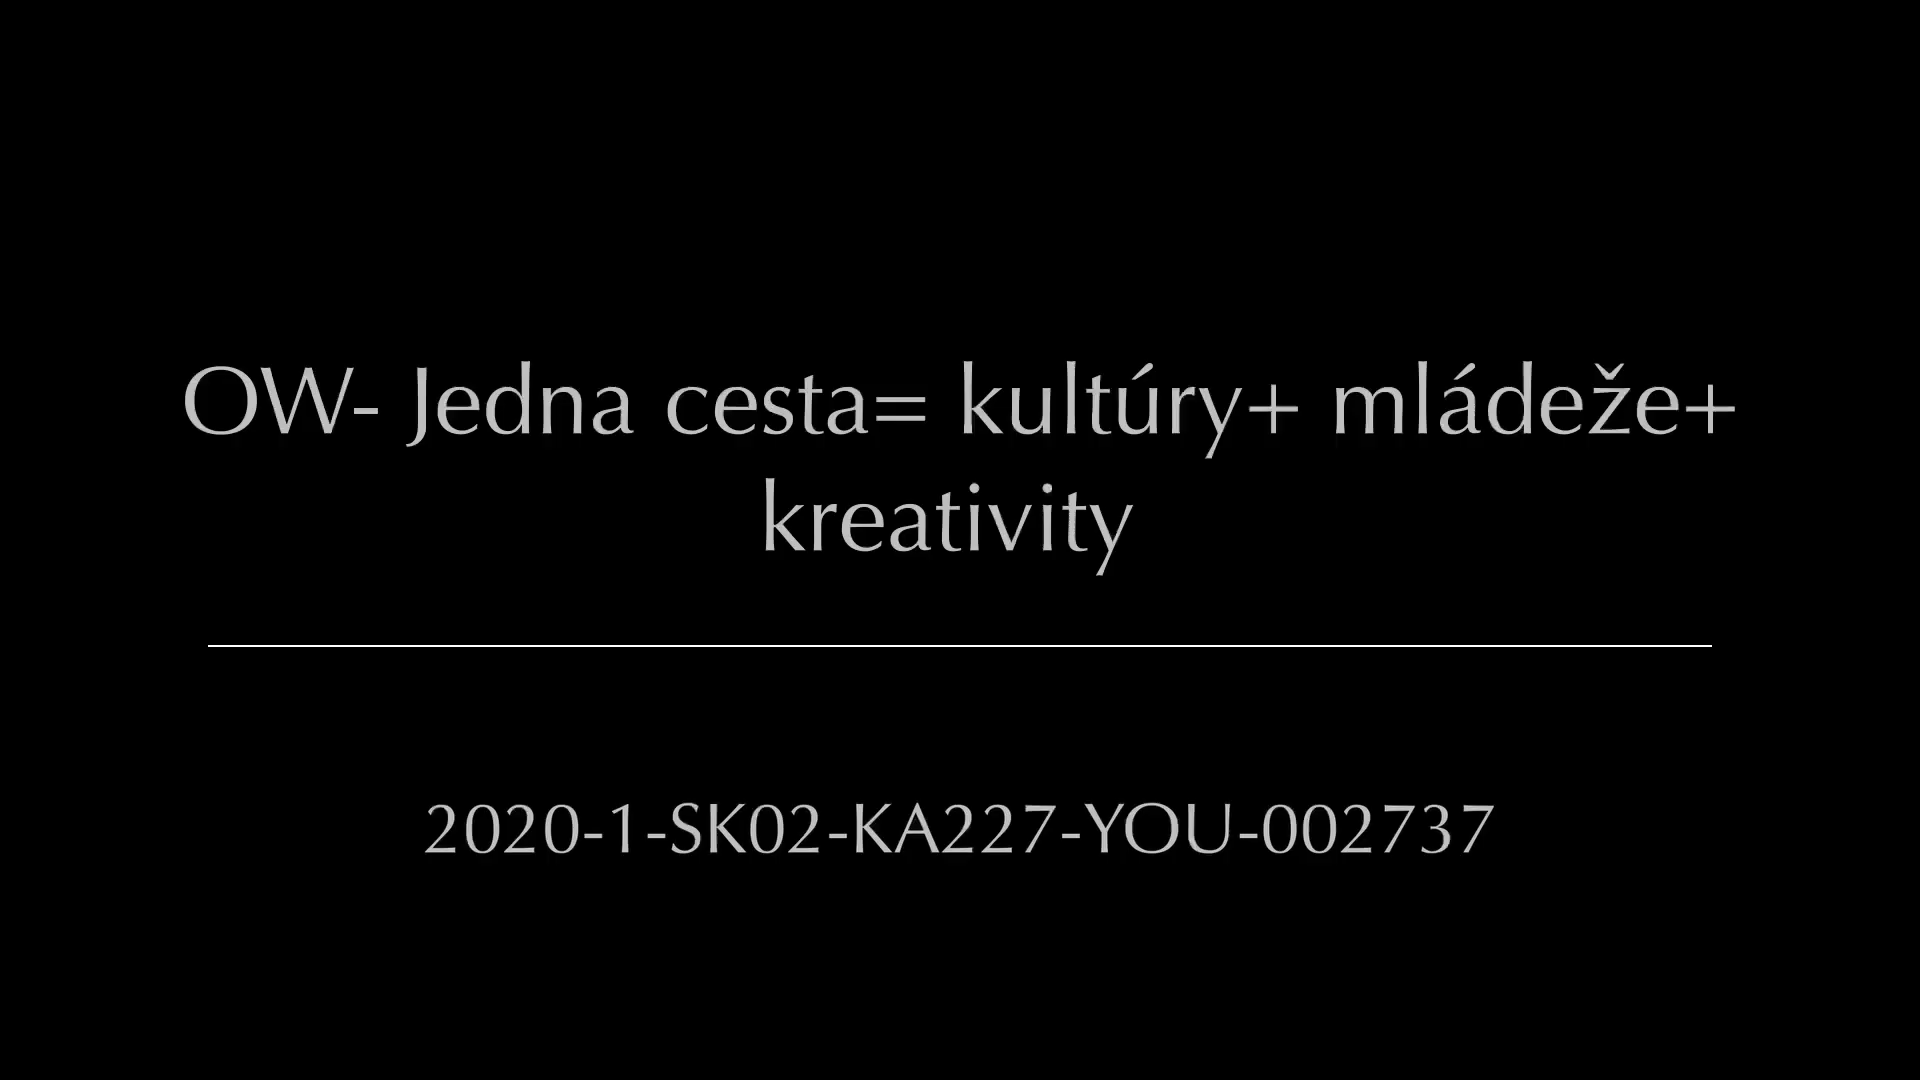 OW- Jedna cesta= kultúry+ mládeže+
kreativity
2020-1-SK02-KA227-YOU-002737